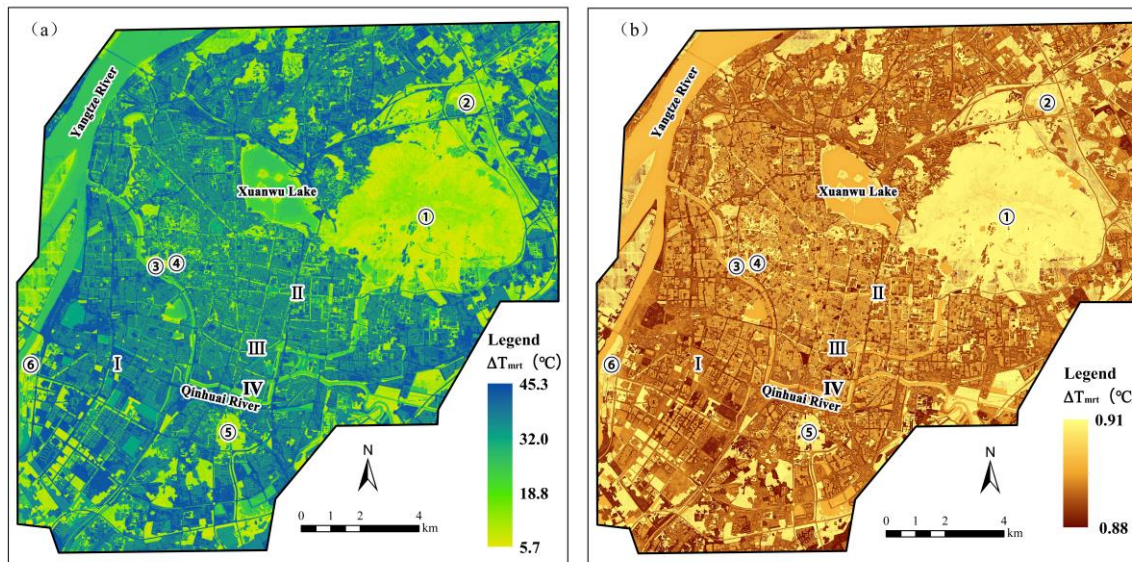 （a）
Yangtze River
②
Xuanwu Lake
①
③ ④
Ⅱ
Ⅲ
Ⅰ
⑥
Ⅳ
Qinhuai River
⑤
N
0 2 4
km
Legend
ΔTmrt（℃）
45.3
32.0
18.8
5.7
（b）
Yangtze River
②
Xuanwu Lake
①
③ ④
Ⅱ
Ⅲ
Ⅰ
⑥
Ⅳ
Qinhuai River
⑤
N
0 2 4
km
Legend
ΔTmrt（℃
0.91
0.88